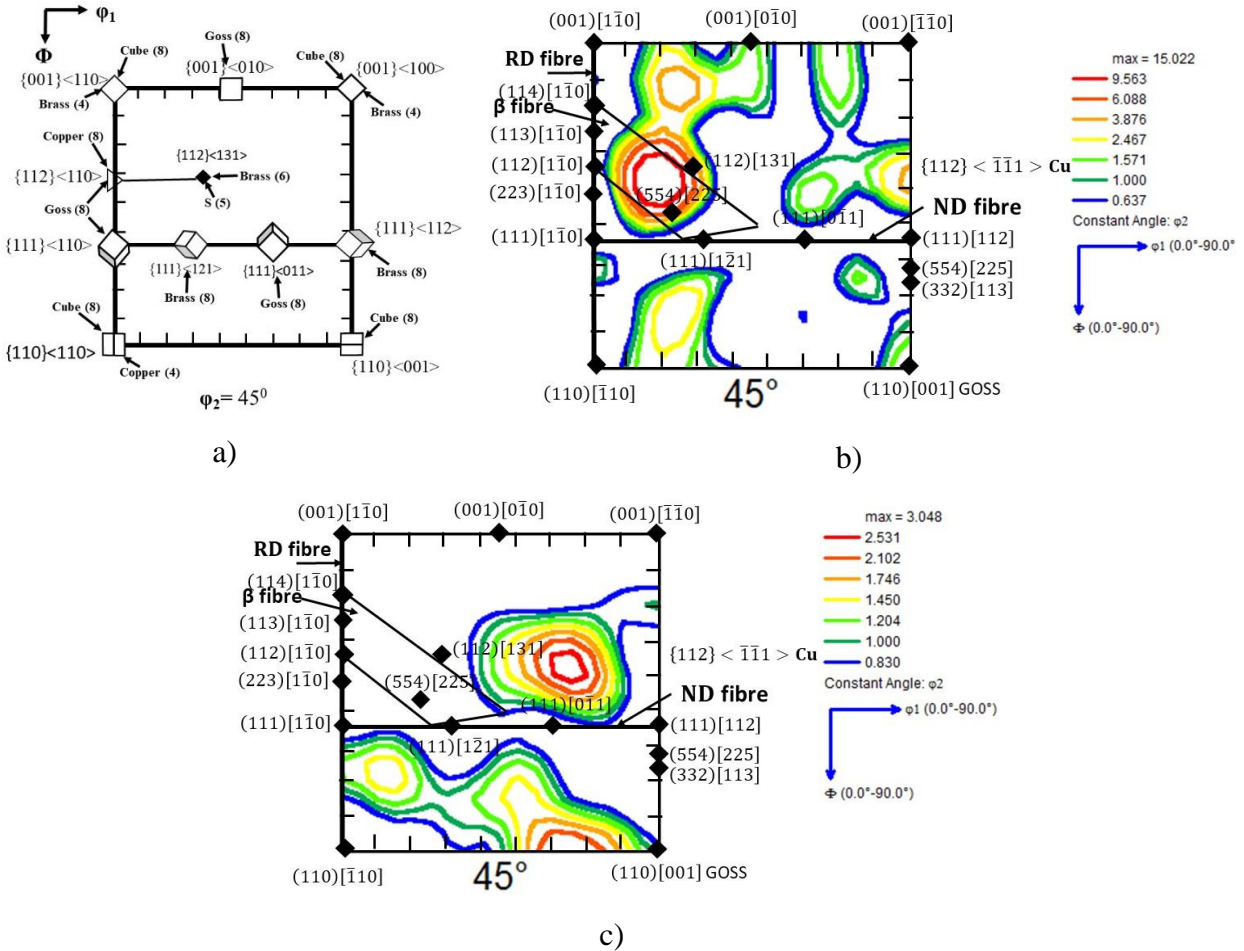 φ₁
Φ
Cube (8)
Goss (8)
Cube (8)
{001}<110>
{001}<010>
{001}<100>
Brass (4)
Brass (4)
Copper (8)
{112}<131>
{112}<110>
Brass (6)
S (5)
Goss (8)
{111}<110>
{111}<112>
{111}<121>
{111}<011>
Brass (8)
Brass (8)
Goss (8)
Cube (8)
Cube (8)
{110}<110>
{110}<001>
Copper (4)
φ₂= 45⁰
a)
(001)[11̅0]
(001)[01̅0]
(001)[1̅1̅0]
RD fibre
(114)[11̅0]
β fibre
(113)[11̅0]
(112)[11̅0]
(112)[131]
{112} < 1̅1̅1 > Cu
(223)[11̅0]
(554)[225]
ND fibre
(111)[01̅1]
(111)[11̅0]
(111)[112]
(111)[12̅1]
(554)[225]
(332)[113]
(110)[1̅10]
45°
(110)[001] GOSS
max = 15.022
9.563
6.088
3.876
2.467
1.571
1.000
0.637
Constant Angle: φ2
φ1 (0.0°-90.0°
Φ (0.0°-90.0°)
b)
(001)[11̅0]
(001)[01̅0]
(001)[1̅1̅0]
RD fibre
(114)[11̅0]
β fibre
(113)[11̅0]
(112)[11̅0]
(112)[131]
{112} < 1̅1̅1 > Cu
(223)[11̅0]
(554)[225]
ND fibre
(111)[01̅1]
(111)[11̅0]
(111)[112]
(111)[12̅1]
(554)[225]
(332)[113]
(110)[1̅10]
45°
(110)[001] GOSS
max = 3.048
2.531
2.102
1.746
1.450
1.204
1.000
0.830
Constant Angle: φ2
φ1 (0.0°-90.0°)
Φ (0.0°-90.0°)
c)